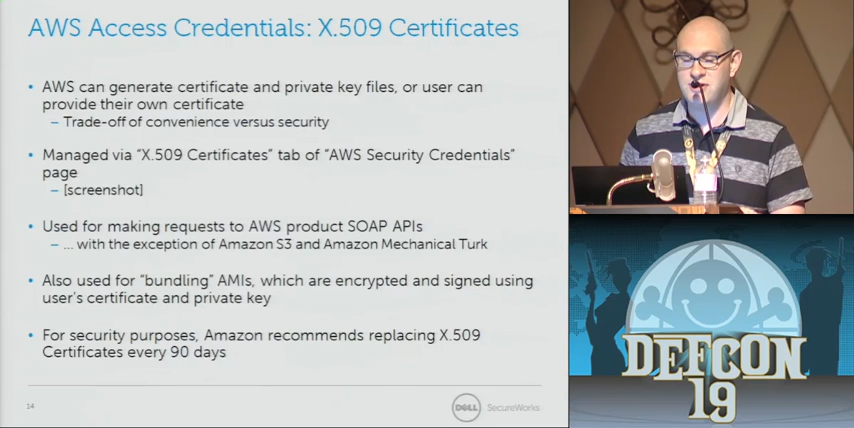 AWS Access Credentials: X.509 Certificates
• AWS can generate certificate and private key files, or user can
provide their own certificate
– Trade-off of convenience versus security
• Managed via “X.509 Certificates” tab of “AWS Security Credentials”
page
– [screenshot]
• Used for making requests to AWS product SOAP APIs
– ... with the exception of Amazon S3 and Amazon Mechanical Turk
• Also used for “bundling” AMIs, which are encrypted and signed using
user’s certificate and private key
• For security purposes, Amazon recommends replacing X.509
Certificates every 90 days
14
DELL SecureWorks
DEFCON
19